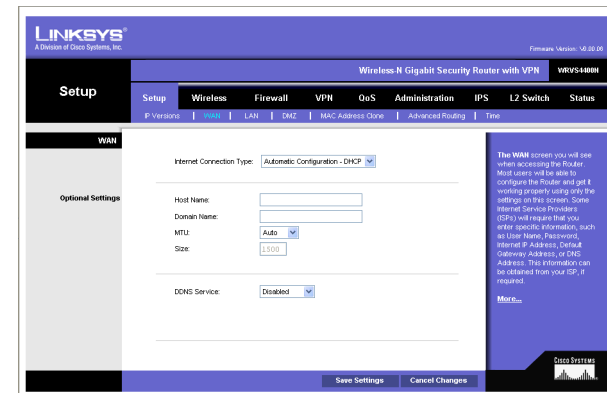 LINKSYS®
A Division of Cisco Systems, Inc.
Firmware Version: V0.00.06
Wireless-N Gigabit Security Router with VPN WRVS4400N
Setup
Setup Wireless Firewall VPN QoS Administration IPS L2 Switch Status
IP Versions | WAN | LAN | DMZ | MAC Address Clone | Advanced Routing | Time
WAN
Internet Connection Type: Automatic Configuration - DHCP
Optional Settings
Host Name:
Domain Name:
MTU: Auto
Size: 1500
DDNS Service: Disabled
The WAN screen you will see
when accessing the Router.
Most users will be able to
configure the Router and get it
working properly using only the
settings on this screen. Some
Internet Service Providers
(ISPs) will require that you
enter specific information, such
as User Name, Password,
Internet IP Address, Default
Gateway Address, or DNS
Address. This information can
be obtained from your ISP, if
required.
More...
Save Settings Cancel Changes
CISCO SYSTEMS